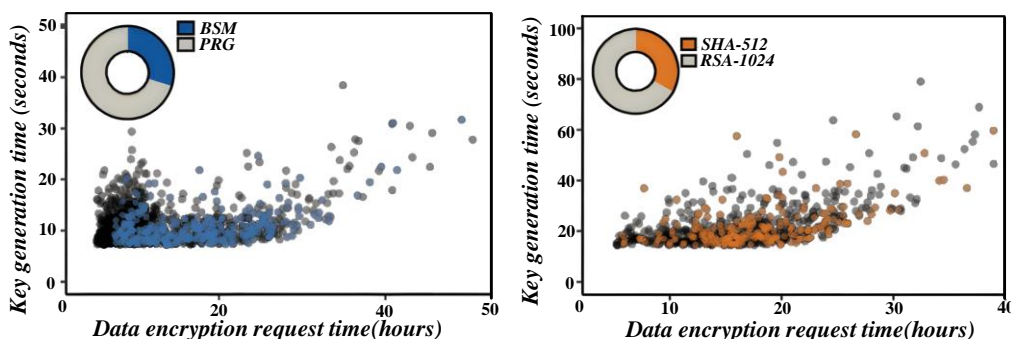 50
40
30
20
10
0
Key generation time (seconds)
BSM
PRG
0
20
40
50
Data encryption request time(hours)
100
80
60
40
20
0
Key generation time (seconds)
SHA-512
RSA-1024
0
10
20
30
40
Data encryption request time(hours)